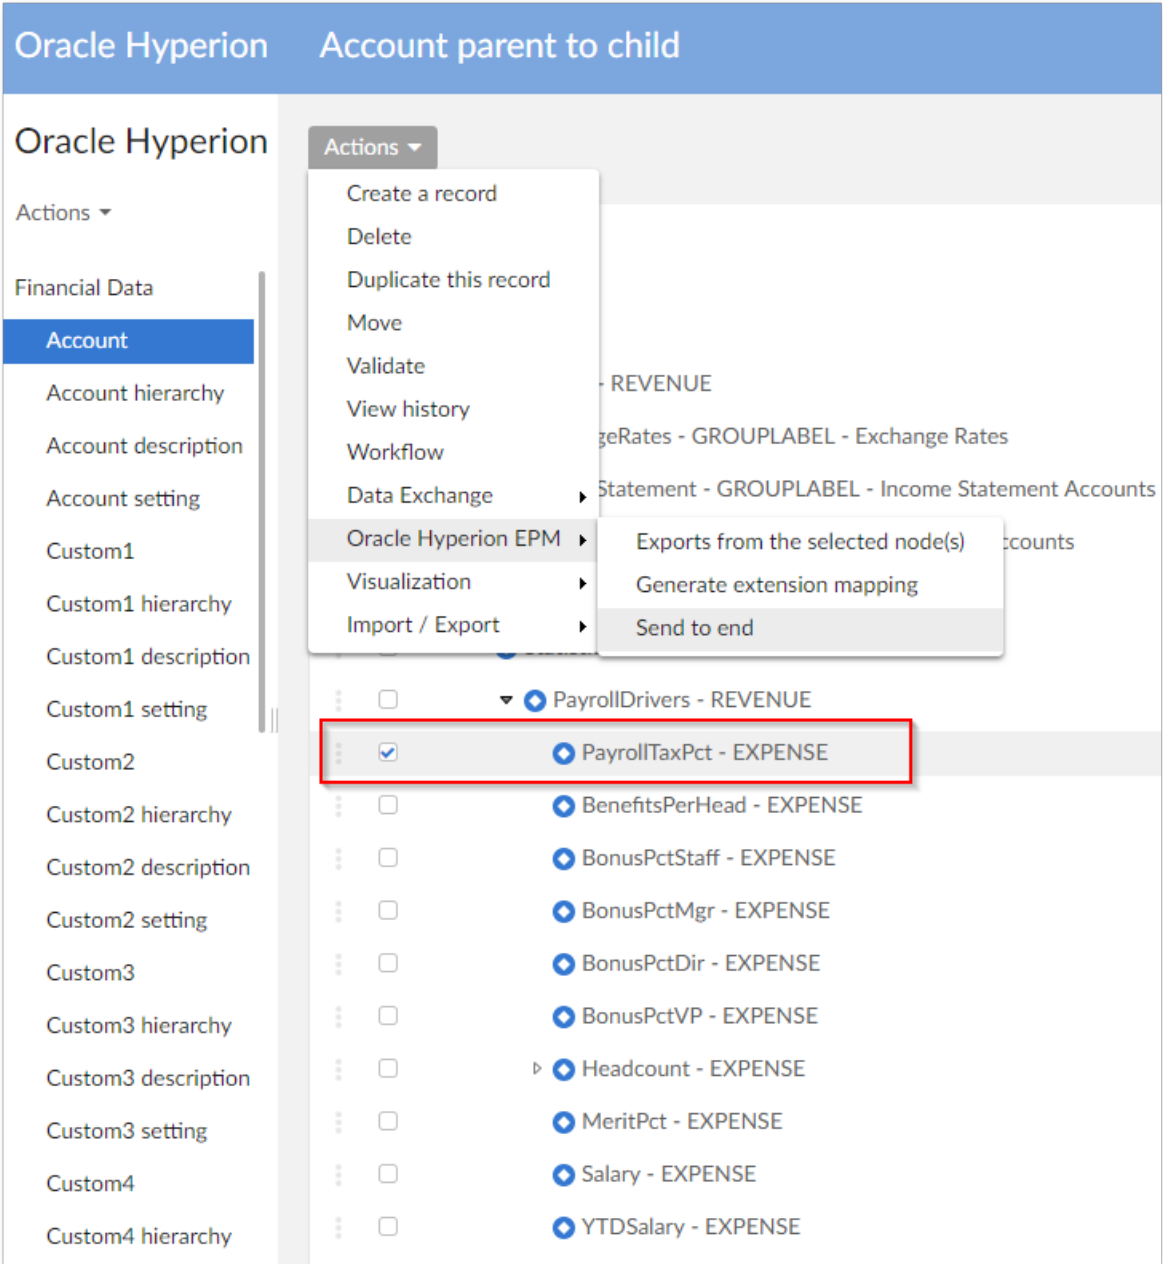 Oracle Hyperion
Account parent to child
Oracle Hyperion
Actions
Financial Data
Account
Account hierarchy
Account description
Account setting
Custom1
Custom1 hierarchy
Custom1 description
Custom1 setting
Custom2
Custom2 hierarchy
Custom2 description
Custom2 setting
Custom3
Custom3 hierarchy
Custom3 description
Custom3 setting
Custom4
Custom4 hierarchy
Actions
Create a record
Delete
Duplicate this record
Move
Validate
View history
Workflow
Data Exchange
Oracle Hyperion EPM
Visualization
Import / Export
Exports from the selected node(s)
Generate extension mapping
Send to end
- REVENUE
geRates - GROUPLABEL - Exchange Rates
Statement - GROUPLABEL - Income Statement Accounts
ccounts
PayrollDrivers - REVENUE
PayrollTaxPct - EXPENSE
BenefitsPerHead - EXPENSE
BonusPctStaff - EXPENSE
BonusPctMgr - EXPENSE
BonusPctDir - EXPENSE
BonusPctVP - EXPENSE
Headcount - EXPENSE
MeritPct - EXPENSE
Salary - EXPENSE
YTDSalary - EXPENSE